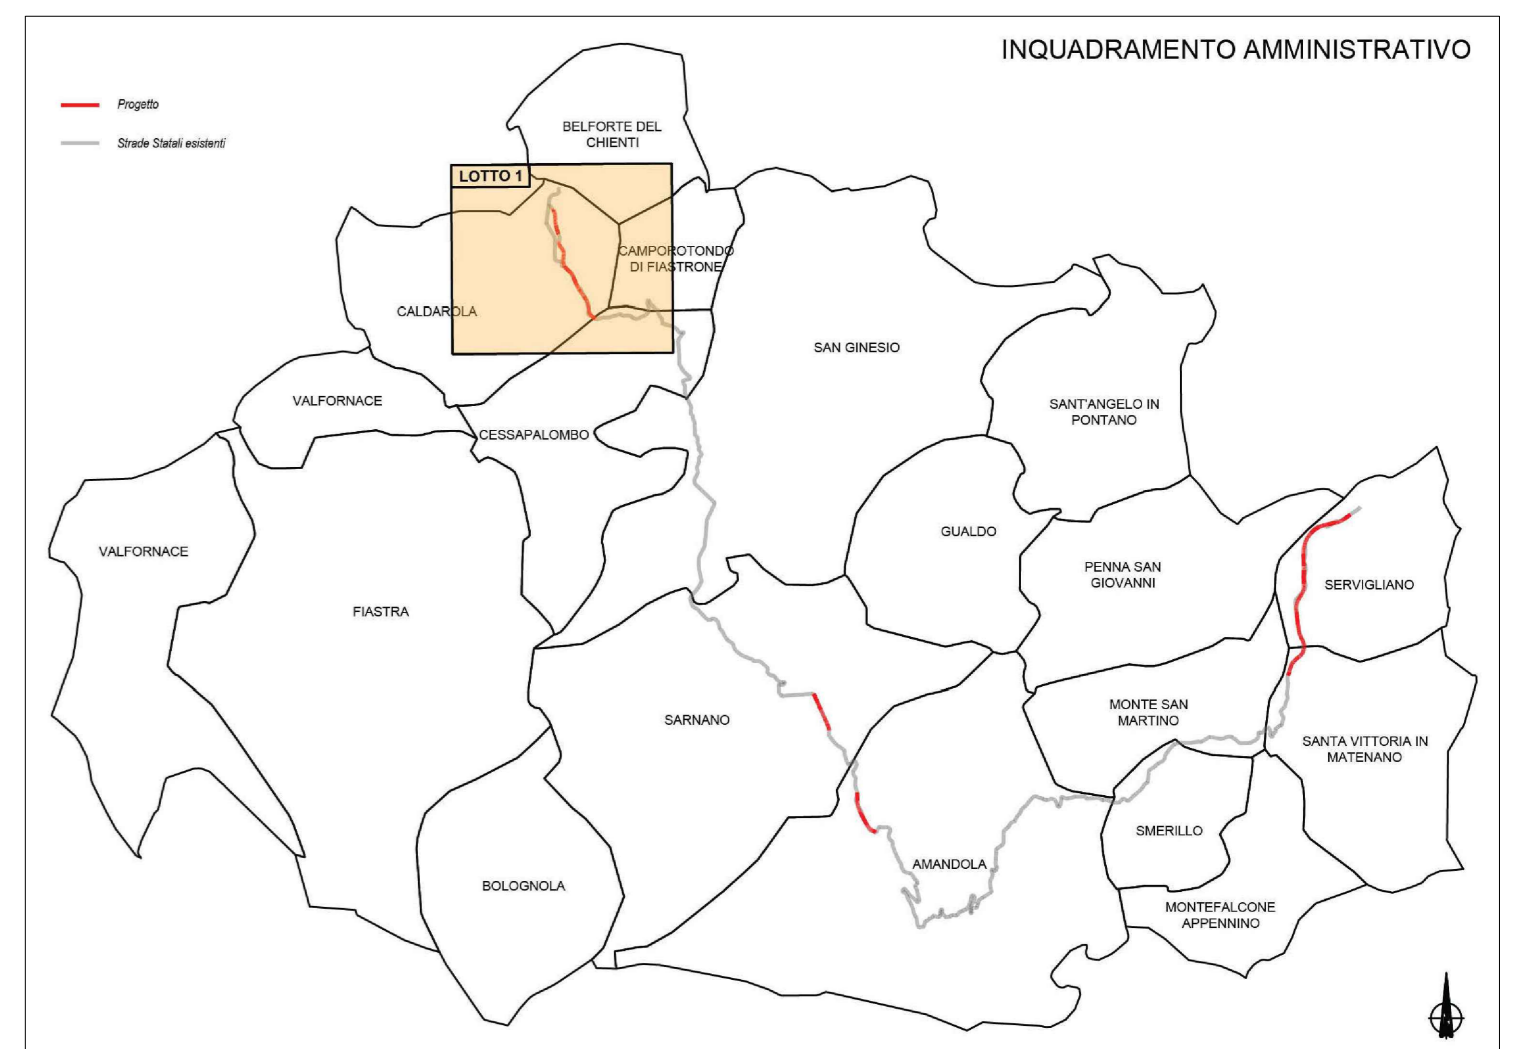 INQUADRAMENTO AMMINISTRATIVO
Progetto
Strade Statali esistenti
BELFORTE DEL
CHIENTI
LOTTO 1
CAMPOROTONDO
DI FIASTRONE
CALDAROLA
SAN GINESIO
VALFORNACE
SANT'ANGELO IN
PONTANO
CESSAPALOMBO
GUALDO
VALFORNACE
PENNA SAN
GIOVANNI
SERVIGLIANO
FIASTRA
MONTE SAN
MARTINO
SARNANO
SANTA VITTORIA IN
MATENANO
SMERILLO
AMANDOLA
BOLOGNOLA
MONTEFALCONE
APPENNINO